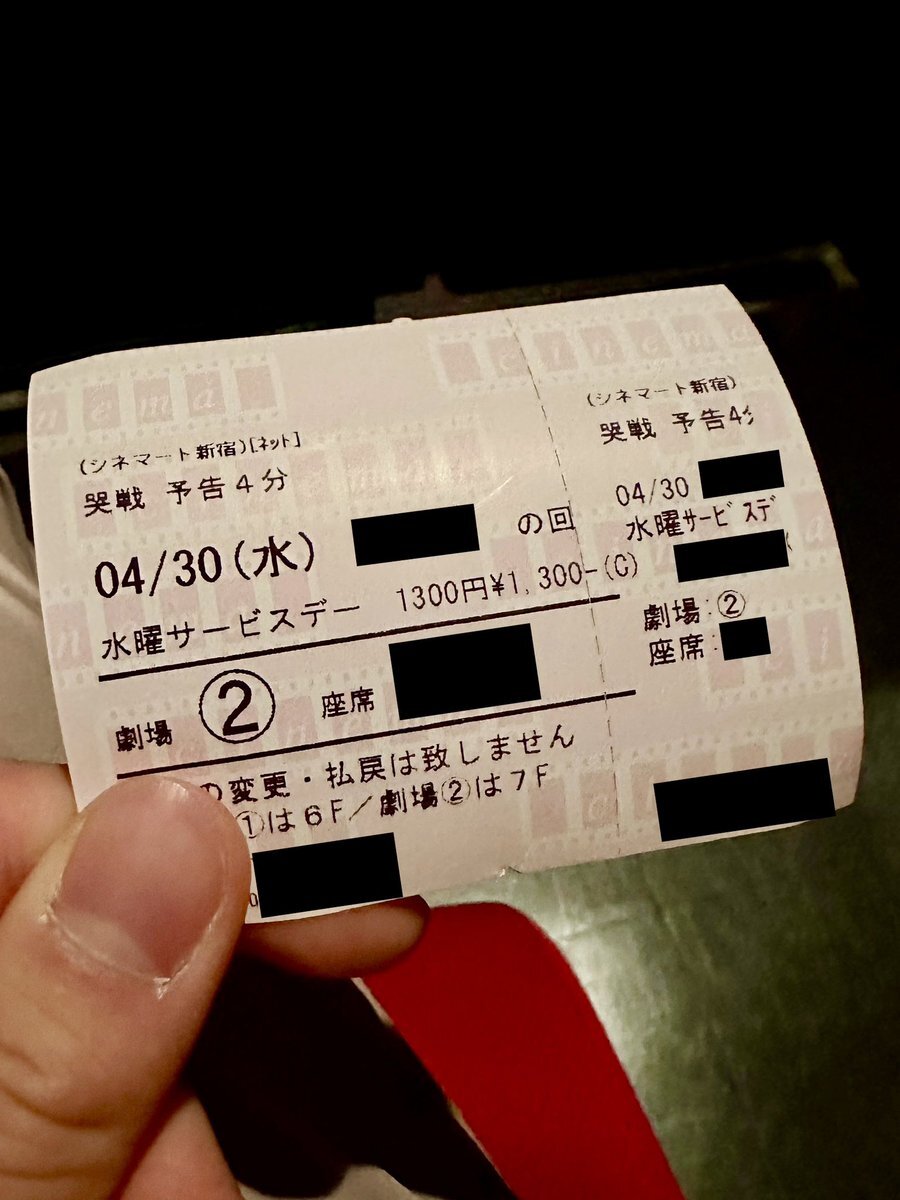 (シネマート新宿)[ネット]
哭戦 予告4分
04/30(水) の回
水曜サービスデー 1300円¥1,300-(C)
劇場 ② 座席
の変更・払戻は致しません
①は6F/劇場②は7F
(シネマート新宿)
哭戦 予告4分
04/30
水曜サービスデ
劇場:②
座席: